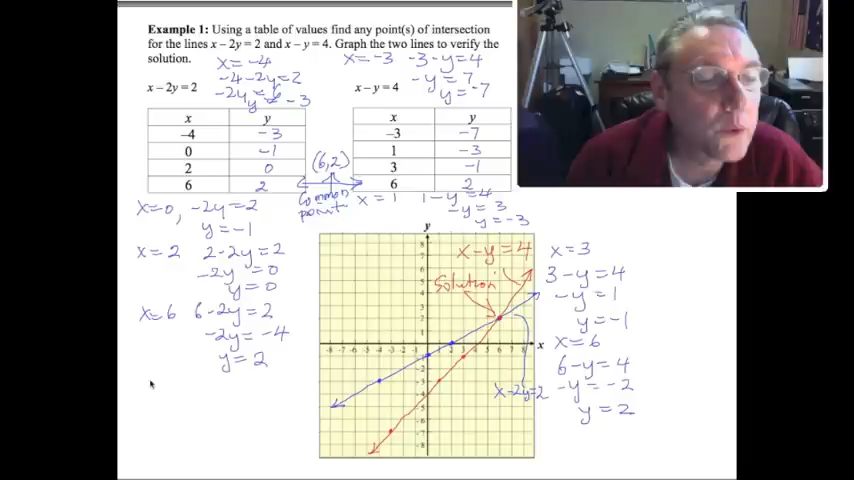 Example 1: Using a table of values find any point(s) of intersection
for the lines x – 2y = 2 and x – y = 4. Graph the two lines to verify the
solution.
x = -4
-4 - 2y = 2
-2y = 6
y = -3
x = -3 -3 - y = 4
-y = 7
y = -7
x – 2y = 2
x – y = 4
x y
–4 -3
0 -1
2 0
6 2
x y
–3 -7
1 -3
3 -1
6 2
(6,2)
Common
point
x = 0, -2y = 2
y = -1
x = 2 2 - 2y = 2
-2y = 0
y = 0
x = 6 6 - 2y = 2
-2y = -4
y = 2
x = 1 1 - y = 4
-y = 3
y = -3
x = 3
3 - y = 4
-y = 1
y = -1
x = 6
6 - y = 4
-y = -2
y = 2
y
x - y = 4
Solution
x
x - 2y = 2